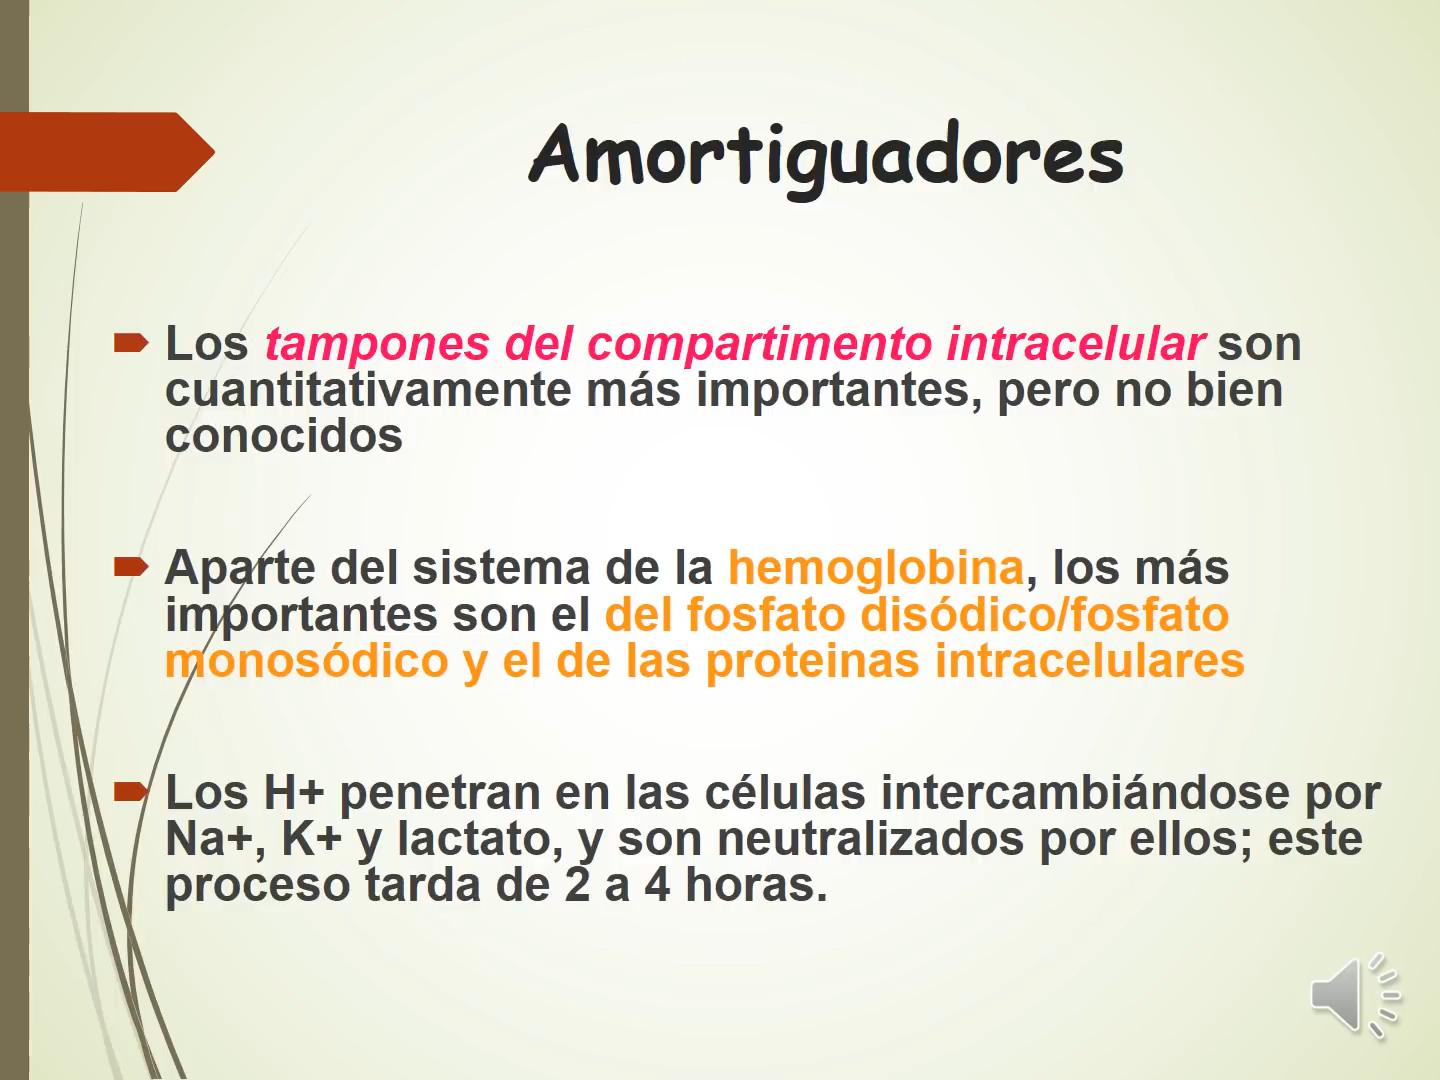 Amortiguadores
Los tampones del compartimento intracelular son
cuantitativamente más importantes, pero no bien
conocidos
Aparte del sistema de la hemoglobina, los más
importantes son el del fosfato disódico/fosfato
monosódico y el de las proteinas intracelulares
Los H+ penetran en las células intercambiándose por
Na+, K+ y lactato, y son neutralizados por ellos; este
proceso tarda de 2 a 4 horas.